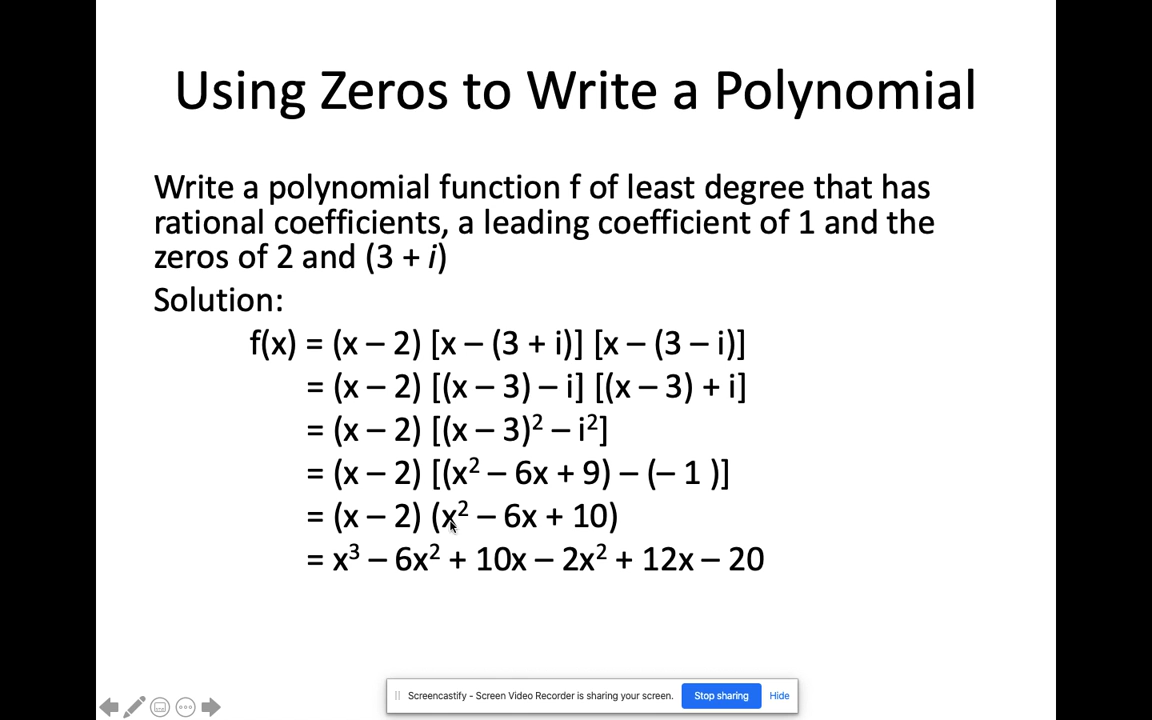 Using Zeros to Write a Polynomial
Write a polynomial function f of least degree that has
rational coefficients, a leading coefficient of 1 and the
zeros of 2 and (3 + i)
Solution:
f(x) = (x – 2) [x – (3 + i)] [x – (3 – i)]
= (x – 2) [(x – 3) – i] [(x – 3) + i]
= (x – 2) [(x – 3)² – i²]
= (x – 2) [(x² – 6x + 9) – (– 1 )]
= (x – 2) (x² – 6x + 10)
= x³ – 6x² + 10x – 2x² + 12x – 20
Screencastify - Screen Video Recorder is sharing your screen. Stop sharing Hide